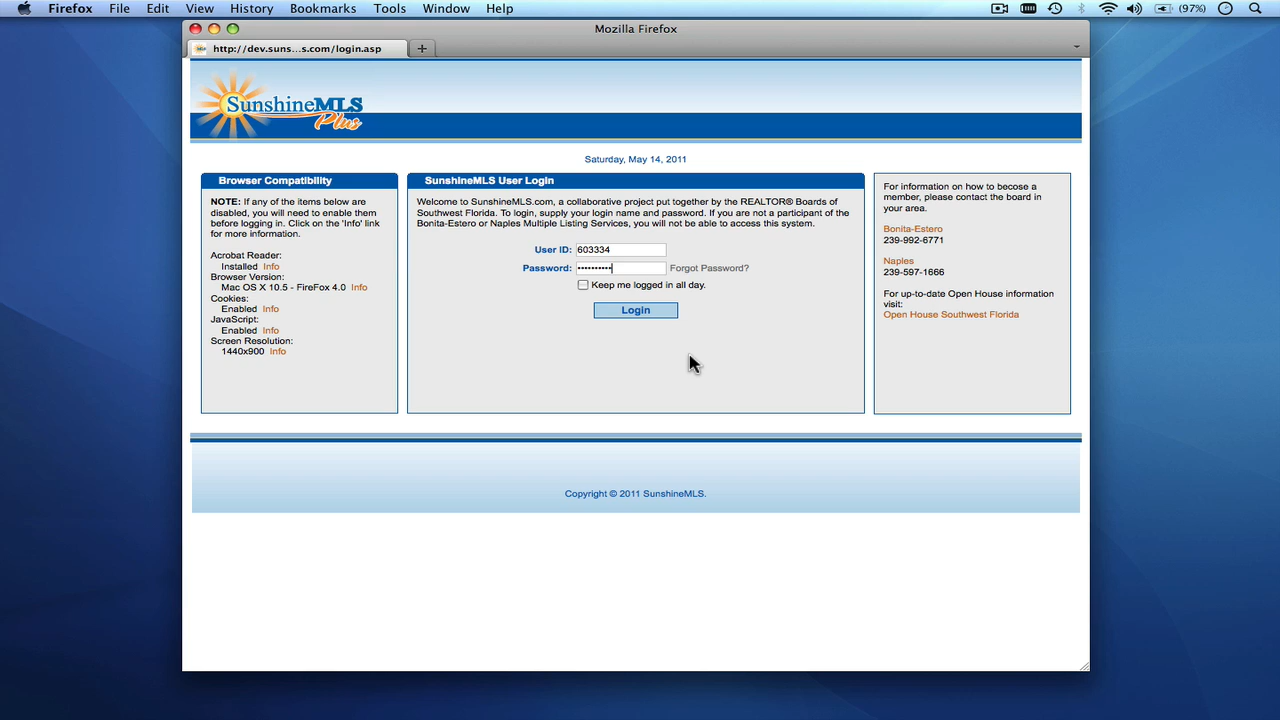 Firefox File Edit View History Bookmarks Tools Window Help (97%)
Mozilla Firefox
http://dev.suns...s.com/login.asp
SunshineMLS
Plus
Saturday, May 14, 2011
Browser Compatibility
NOTE: If any of the items below are
disabled, you will need to enable them
before logging in. Click on the 'Info' link
for more information.
Acrobat Reader:
Installed Info
Browser Version:
Mac OS X 10.5 - FireFox 4.0 Info
Cookies:
Enabled Info
JavaScript:
Enabled Info
Screen Resolution:
1440x900 Info
SunshineMLS User Login
Welcome to SunshineMLS.com, a collaborative project put together by the REALTOR® Boards of
Southwest Florida. To login, supply your login name and password. If you are not a participant of the
Bonita-Estero or Naples Multiple Listing Services, you will not be able to access this system.
User ID: 603334
Password: •••••••••• Forgot Password?
Keep me logged in all day.
Login
For information on how to becose a
member, please contact the board in
your area.
Bonita-Estero
239-992-6771
Naples
239-597-1666
For up-to-date Open House information
visit:
Open House Southwest Florida
Copyright © 2011 SunshineMLS.